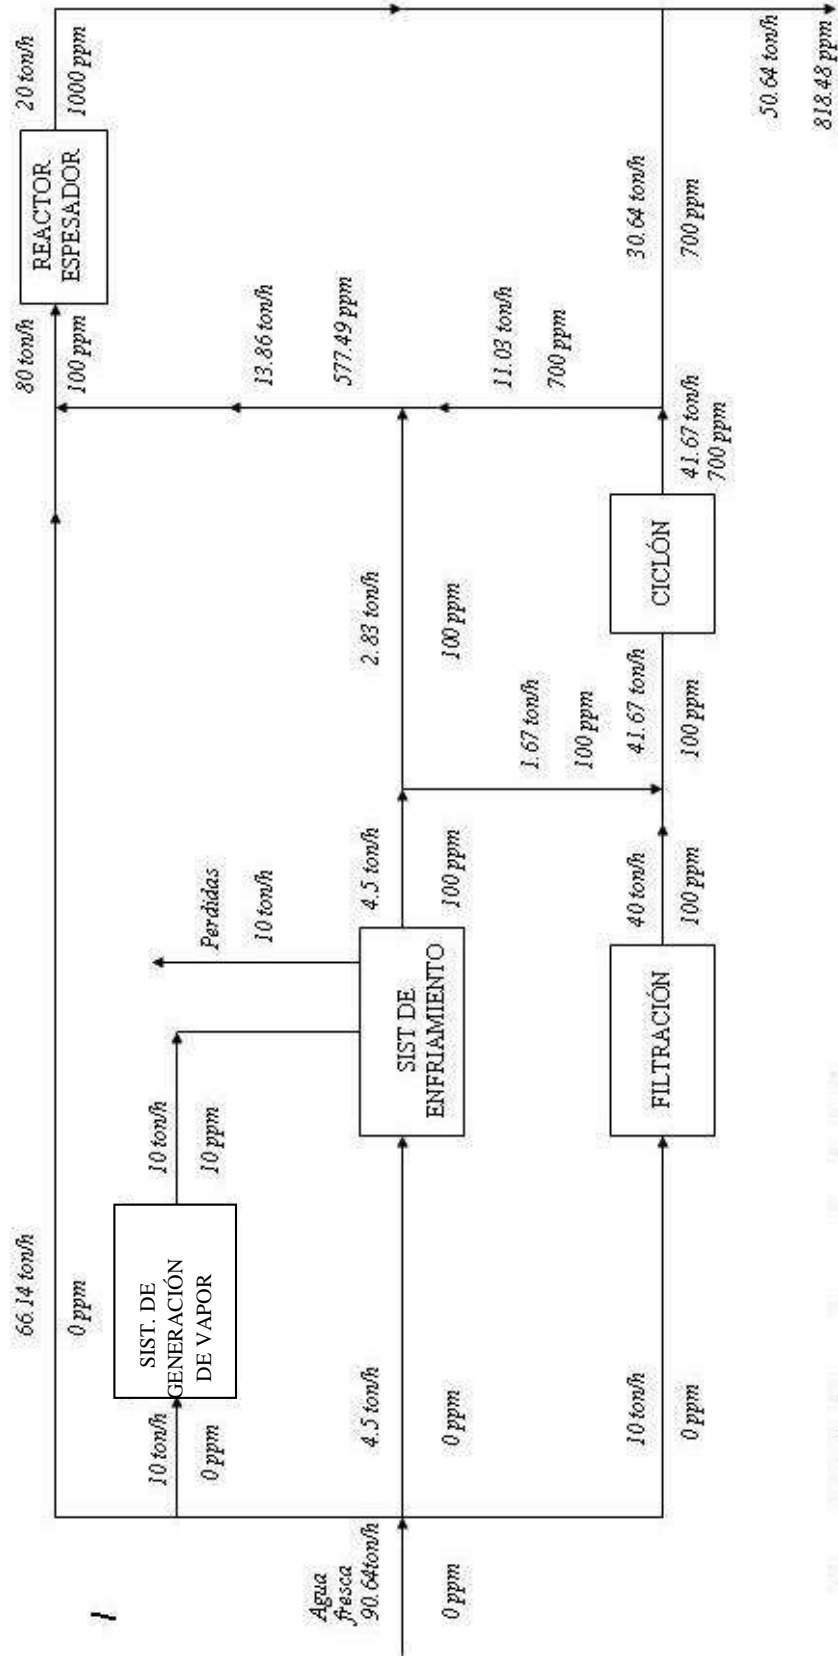 Agua
fresca
90.64ton/h
0 ppm
66.14 ton/h
0 ppm
10 ton/h
0 ppm
SIST. DE
GENERACIÓN
DE VAPOR
10 ton/h
10 ppm
4.5 ton/h
0 ppm
SIST DE
ENFRIAMIENTO
Perdidas
10 ton/h
4.5 ton/h
100 ppm
10 ton/h
0 ppm
FILTRACIÓN
40 ton/h
100 ppm
1.67 ton/h
100 ppm
2.83 ton/h
100 ppm
41.67 ton/h
100 ppm
CICLÓN
41.67 ton/h
700 ppm
11.03 ton/h
700 ppm
13.86 ton/h
577.49 ppm
80 ton/h
100 ppm
REACTOR
ESPESADOR
20 ton/h
1000 ppm
30.64 ton/h
700 ppm
50.64 ton/h
818.48 ppm